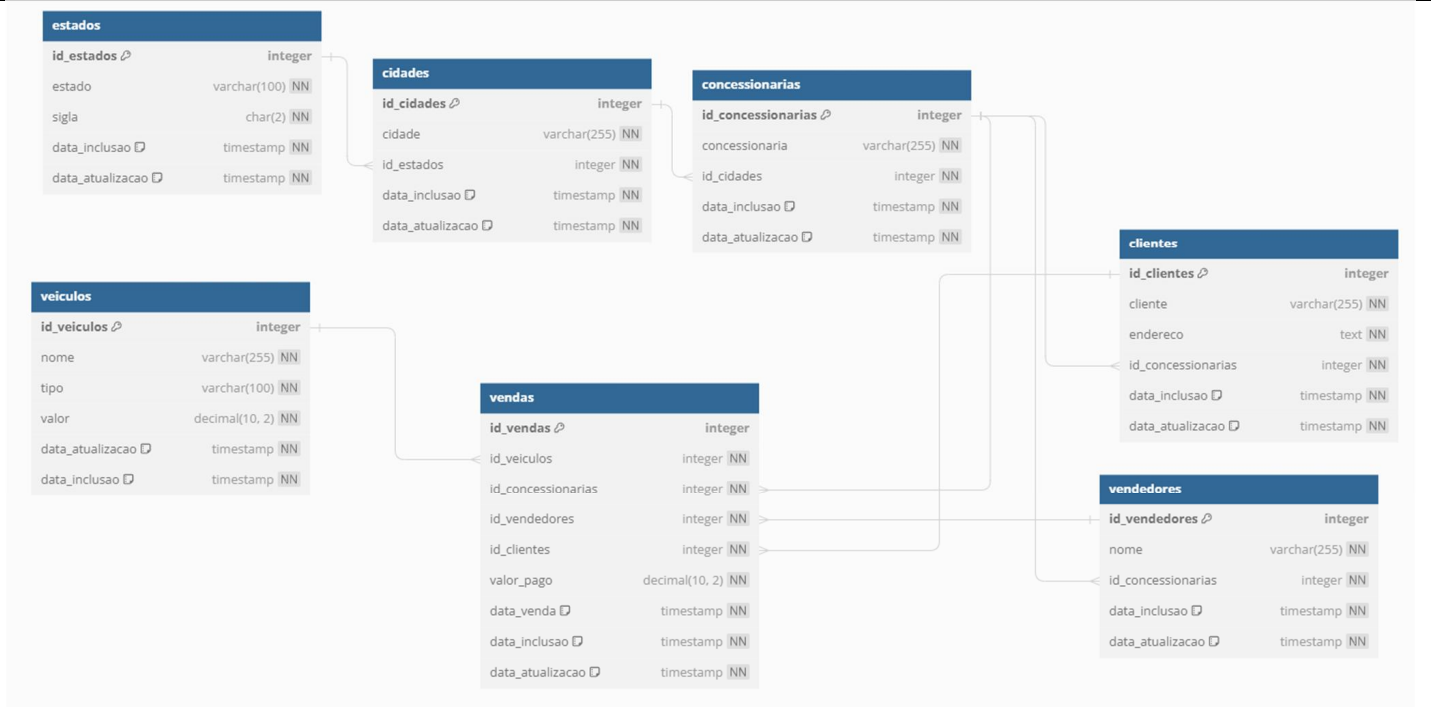 estados
id_estados integer
estado varchar(100) NN
sigla char(2) NN
data_inclusao timestamp NN
data_atualizacao timestamp NN
cidades
id_cidades integer
cidade varchar(255) NN
id_estados integer NN
data_inclusao timestamp NN
data_atualizacao timestamp NN
concessionarias
id_concessionarias integer
concessionaria varchar(255) NN
id_cidades integer NN
data_inclusao timestamp NN
data_atualizacao timestamp NN
clientes
id_clientes integer
cliente varchar(255) NN
endereco text NN
id_concessionarias integer NN
data_inclusao timestamp NN
data_atualizacao timestamp NN
veiculos
id_veiculos integer
nome varchar(255) NN
tipo varchar(100) NN
valor decimal(10, 2) NN
data_atualizacao timestamp NN
data_inclusao timestamp NN
vendas
id_vendas integer
id_veiculos integer NN
id_concessionarias integer NN
id_vendedores integer NN
id_clientes integer NN
valor_pago decimal(10, 2) NN
data_venda timestamp NN
data_inclusao timestamp NN
data_atualizacao timestamp NN
vendedores
id_vendedores integer
nome varchar(255) NN
id_concessionarias integer NN
data_inclusao timestamp NN
data_atualizacao timestamp NN